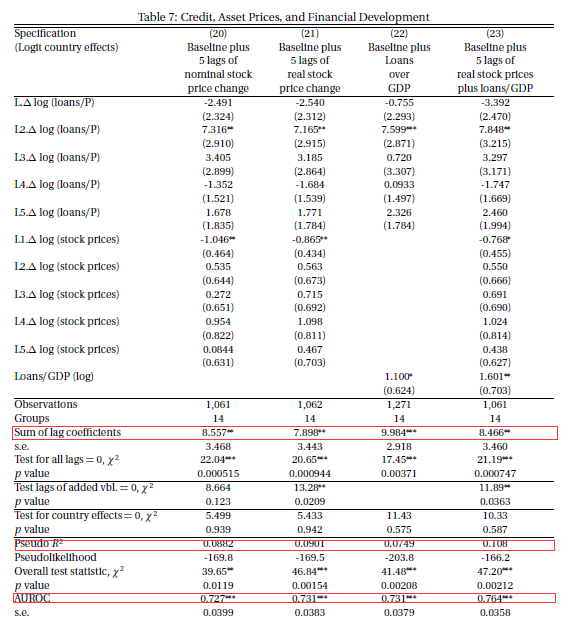 Table 7: Credit, Asset Prices, and Financial Development
Specification (20) (21) (22) (23)
(Logit country effects) Baseline plus Baseline plus Baseline plus Baseline plus
5 lags of 5 lags of Loans 5 lags of
nominal stock real stock over real stock prices
price change price change GDP plus loans/GDP
L.Δ log (loans/P) -2.491 -2.540 -0.755 -3.392
(2.324) (2.312) (2.293) (2.470)
L2.Δ log (loans/P) 7.316** 7.165** 7.599*** 7.848**
(2.910) (2.915) (2.871) (3.215)
L3.Δ log (loans/P) 3.405 3.185 0.720 3.297
(2.899) (2.864) (3.307) (3.171)
L4.Δ log (loans/P) -1.352 -1.684 0.0933 -1.747
(1.521) (1.539) (1.497) (1.669)
L5.Δ log (loans/P) 1.678 1.771 2.326 2.460
(1.835) (1.784) (1.784) (1.994)
L1.Δ log (stock prices) -1.046** -0.865** -0.768*
(0.464) (0.434) (0.455)
L2.Δ log (stock prices) 0.535 0.563 0.550
(0.644) (0.673) (0.666)
L3.Δ log (stock prices) 0.272 0.715 0.691
(0.651) (0.692) (0.690)
L4.Δ log (stock prices) 0.954 1.098 1.024
(0.822) (0.811) (0.814)
L5.Δ log (stock prices) 0.0844 0.467 0.438
(0.631) (0.703) (0.627)
Loans/GDP (log) 1.100* 1.601**
(0.624) (0.703)
Observations 1,061 1,062 1,271 1,061
Groups 14 14 14 14
Sum of lag coefficients 8.557** 7.898** 9.984*** 8.466**
s.e. 3.468 3.443 2.918 3.460
Test for all lags = 0, χ² 22.04*** 20.65*** 17.45*** 21.19***
p value 0.000515 0.000944 0.00371 0.000747
Test lags of added vbl. = 0, χ² 8.664 13.28** 11.89**
p value 0.123 0.0209 0.0363
Test for country effects = 0, χ² 5.499 5.433 11.43 10.33
p value 0.939 0.942 0.575 0.587
Pseudo R² 0.0882 0.0901 0.0749 0.108
Pseudolikelihood -169.8 -169.5 -203.8 -166.2
Overall test statistic, χ² 39.65** 46.84*** 41.48*** 47.20***
p value 0.0119 0.00154 0.00208 0.00212
AUROC 0.727*** 0.731*** 0.731*** 0.764***
s.e. 0.0399 0.0383 0.0379 0.0358